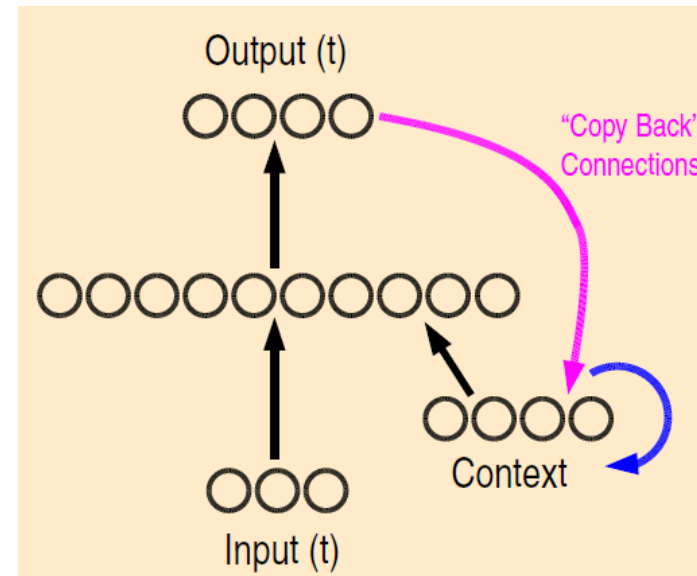 Output (t)
“Copy Back”
Connections
Context
Input (t)